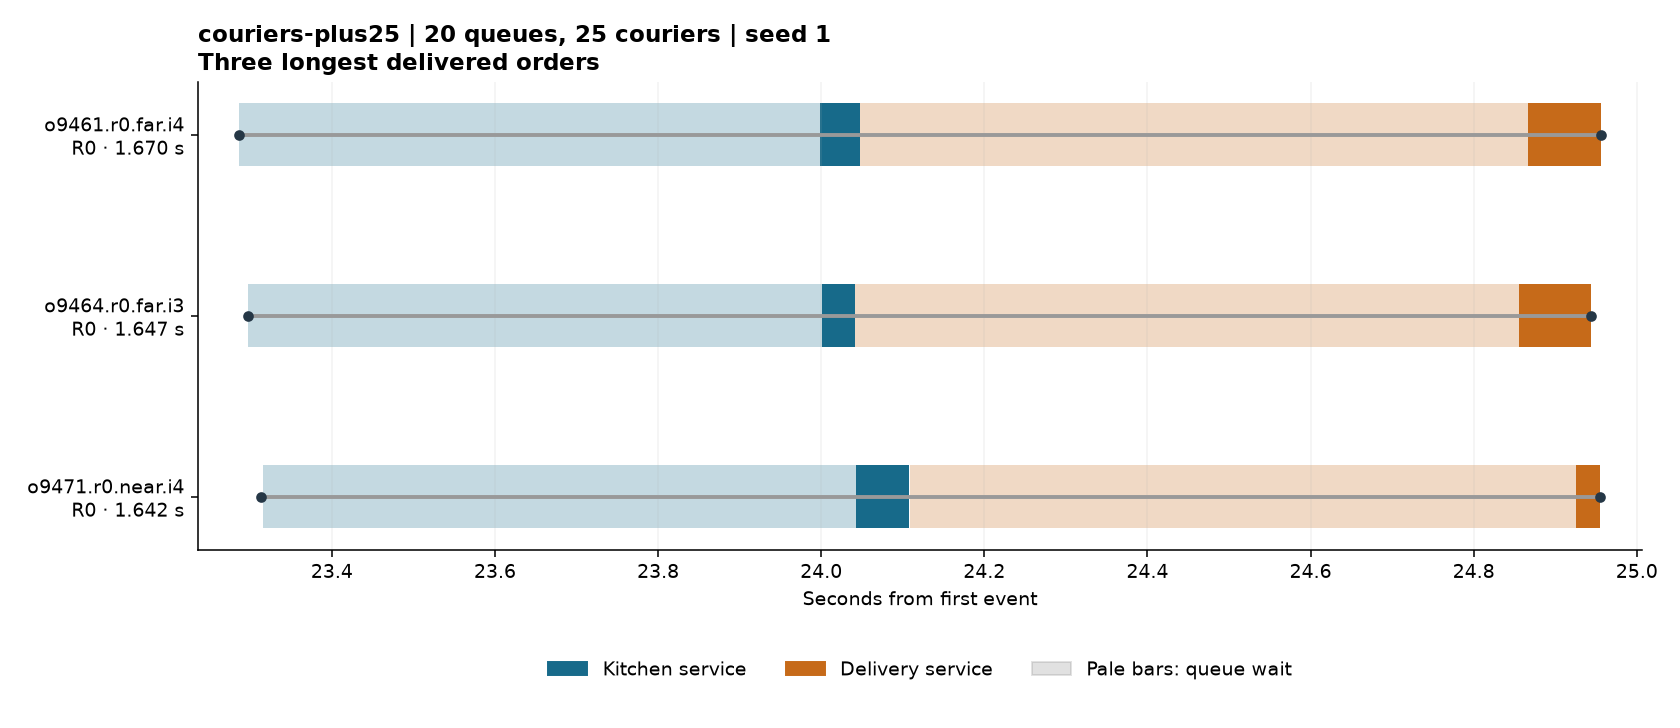 couriers-plus25 | 20 queues, 25 couriers | seed 1
Three longest delivered orders
o9461.r0.far.i4
R0 · 1.670 s
o9464.r0.far.i3
R0 · 1.647 s
o9471.r0.near.i4
R0 · 1.642 s
23.4 23.6 23.8 24.0 24.2 24.4 24.6 24.8 25.0
Seconds from first event
Kitchen service Delivery service Pale bars: queue wait